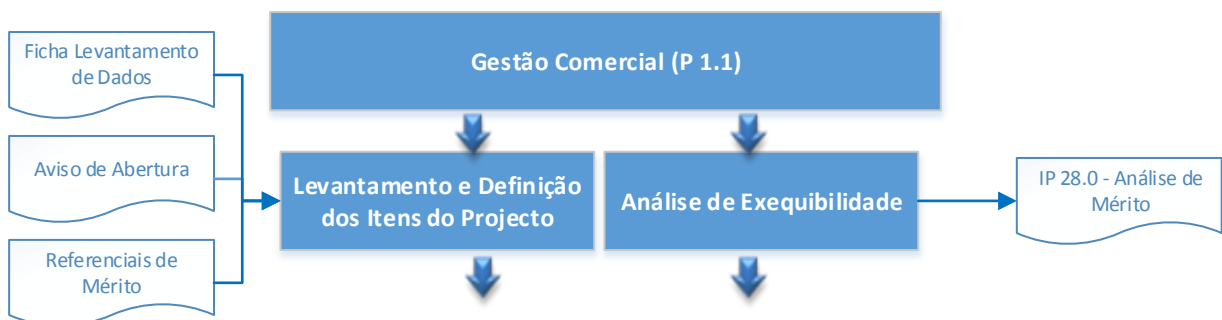 Ficha Levantamento
de Dados
Gestão Comercial (P 1.1)
Aviso de Abertura
Levantamento e Definição
dos Itens do Projecto
Análise de Exequibilidade
IP 28.0 - Análise de
Mérito
Referenciais de
Mérito